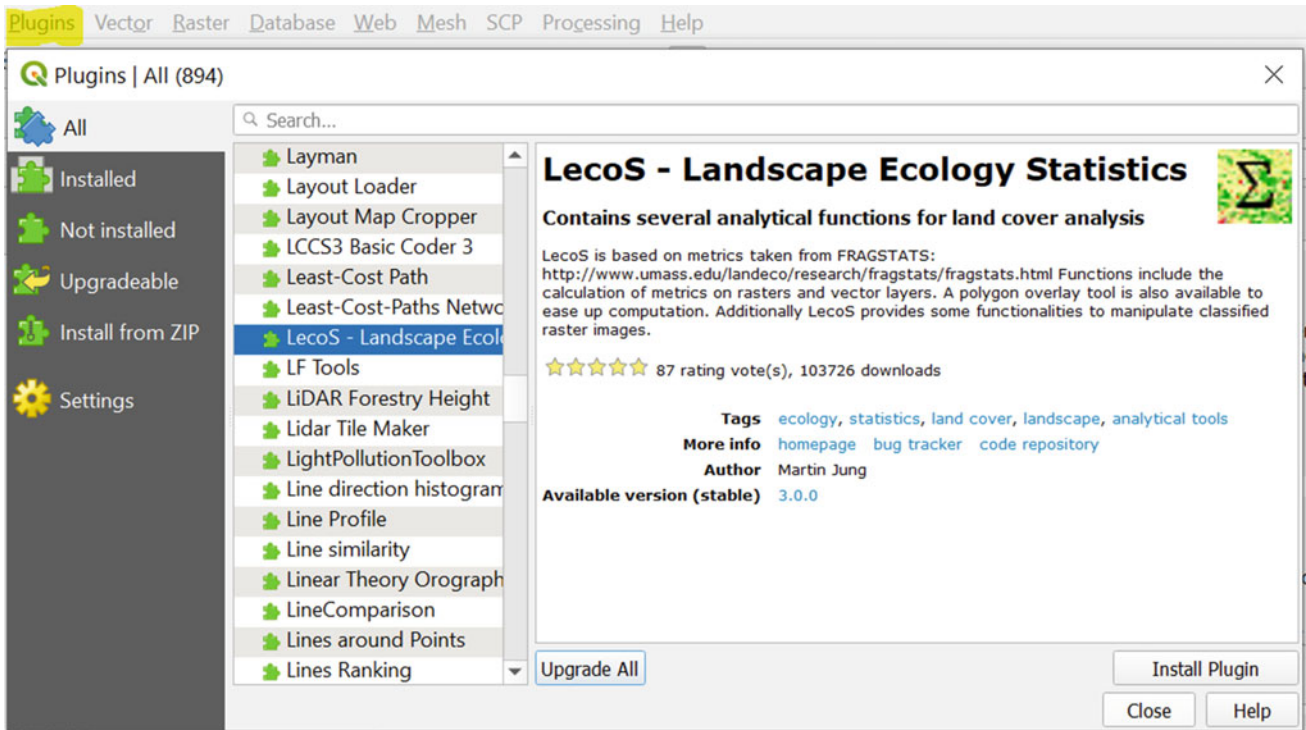 Plugins Vector Raster Database Web Mesh SCP Processing Help
Plugins | All (894)
All
Installed
Not installed
Upgradeable
Install from ZIP
Settings
Search...
Layman
Layout Loader
Layout Map Cropper
LCCS3 Basic Coder 3
Least-Cost Path
Least-Cost-Paths Netwo
LecoS - Landscape Ecol
LF Tools
LiDAR Forestry Height
Lidar Tile Maker
LightPollutionToolbox
Line direction histogram
Line Profile
Line similarity
Linear Theory Orograph
LineComparison
Lines around Points
Lines Ranking
LecoS - Landscape Ecology Statistics
Contains several analytical functions for land cover analysis
LecoS is based on metrics taken from FRAGSTATS:
http://www.umass.edu/landeco/research/fragstats/fragstats.html Functions include the
calculation of metrics on rasters and vector layers. A polygon overlay tool is also available to
ease up computation. Additionally LecoS provides some functionalities to manipulate classified
raster images.
87 rating vote(s), 103726 downloads
Tags ecology, statistics, land cover, landscape, analytical tools
More info homepage bug tracker code repository
Author Martin Jung
Available version (stable) 3.0.0
Upgrade All
Install Plugin
Close
Help